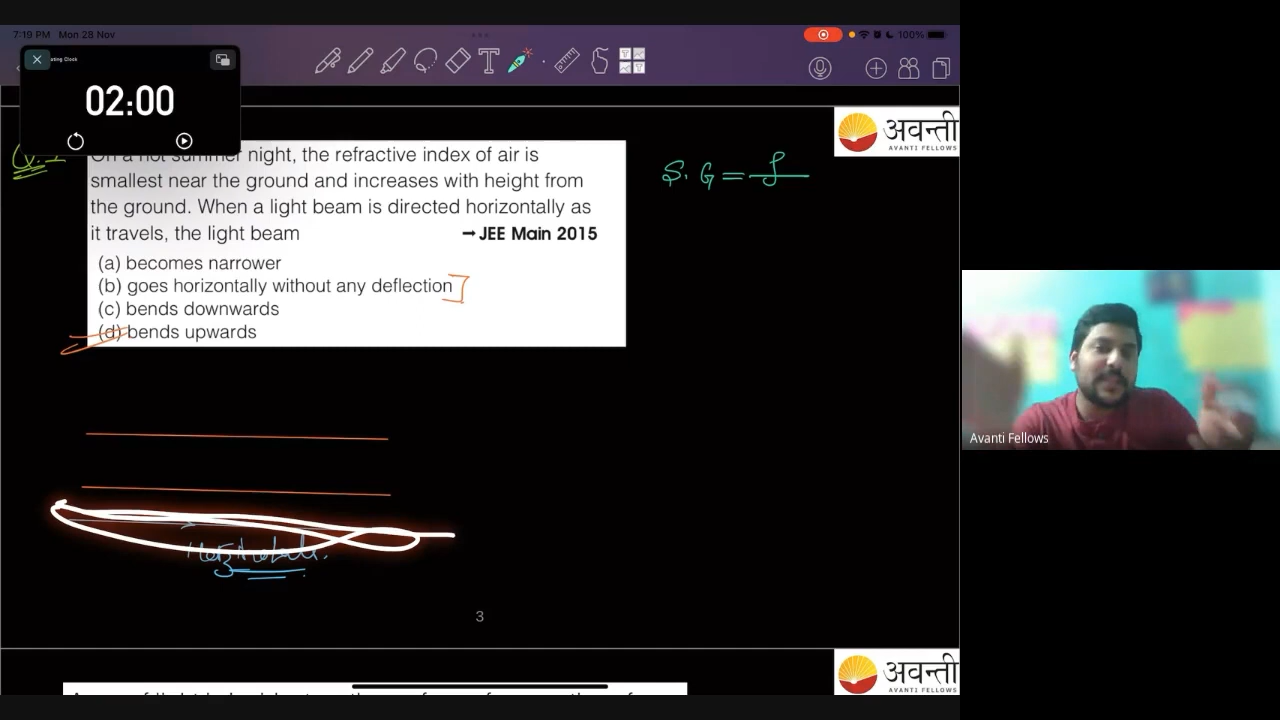 7:19 PM Mon 28 Nov
100%
ating Clock
02:00
अवन्ती
AVANTI FELLOWS
On a hot summer night, the refractive index of air is
smallest near the ground and increases with height from
the ground. When a light beam is directed horizontally as
it travels, the light beam
→ JEE Main 2015
(a) becomes narrower
(b) goes horizontally without any deflection
(c) bends downwards
(d) bends upwards
S. G = ρ
Avanti Fellows
3
अवन्ती
AVANTI FELLOWS